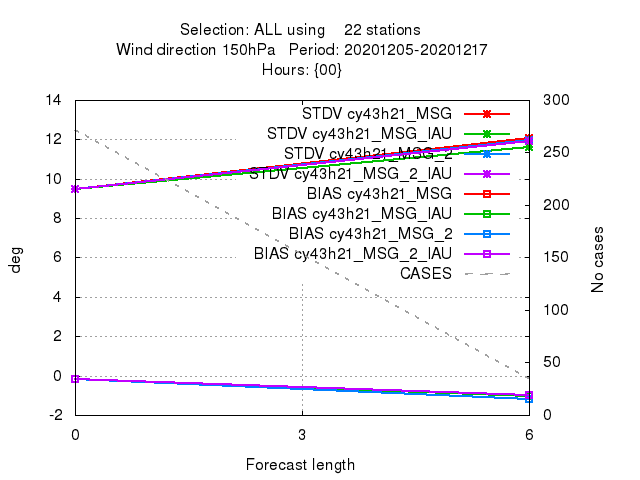 Selection: ALL using 22 stations
Wind direction 150hPa Period: 20201205-20201217
Hours: {00}
14
12
10
8
6
4
2
0
-2
deg
300
250
200
150
100
50
0
No cases
STDV cy43h21_MSG
STDV cy43h21_MSG_IAU
STDV cy43h21_MSG_2
STDV cy43h21_MSG_2_IAU
BIAS cy43h21_MSG
BIAS cy43h21_MSG_IAU
BIAS cy43h21_MSG_2
BIAS cy43h21_MSG_2_IAU
CASES
0 3 6
Forecast length